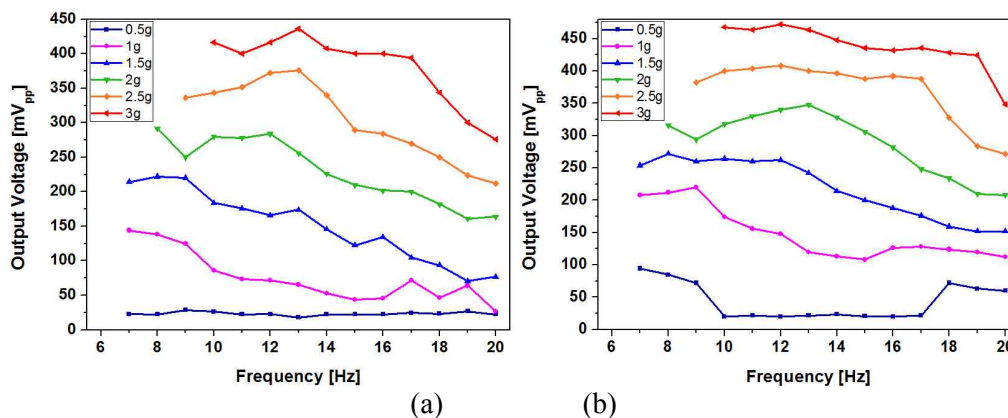 450
400
350
300
250
200
150
100
50
0
Output Voltage [mVpp]
0.5g
1g
1.5g
2g
2.5g
3g
6 8 10 12 14 16 18 20
Frequency [Hz]
(a)
450
400
350
300
250
200
150
100
50
0
Output Voltage [mVpp]
0.5g
1g
1.5g
2g
2.5g
3g
6 8 10 12 14 16 18 20
Frequency [Hz]
(b)